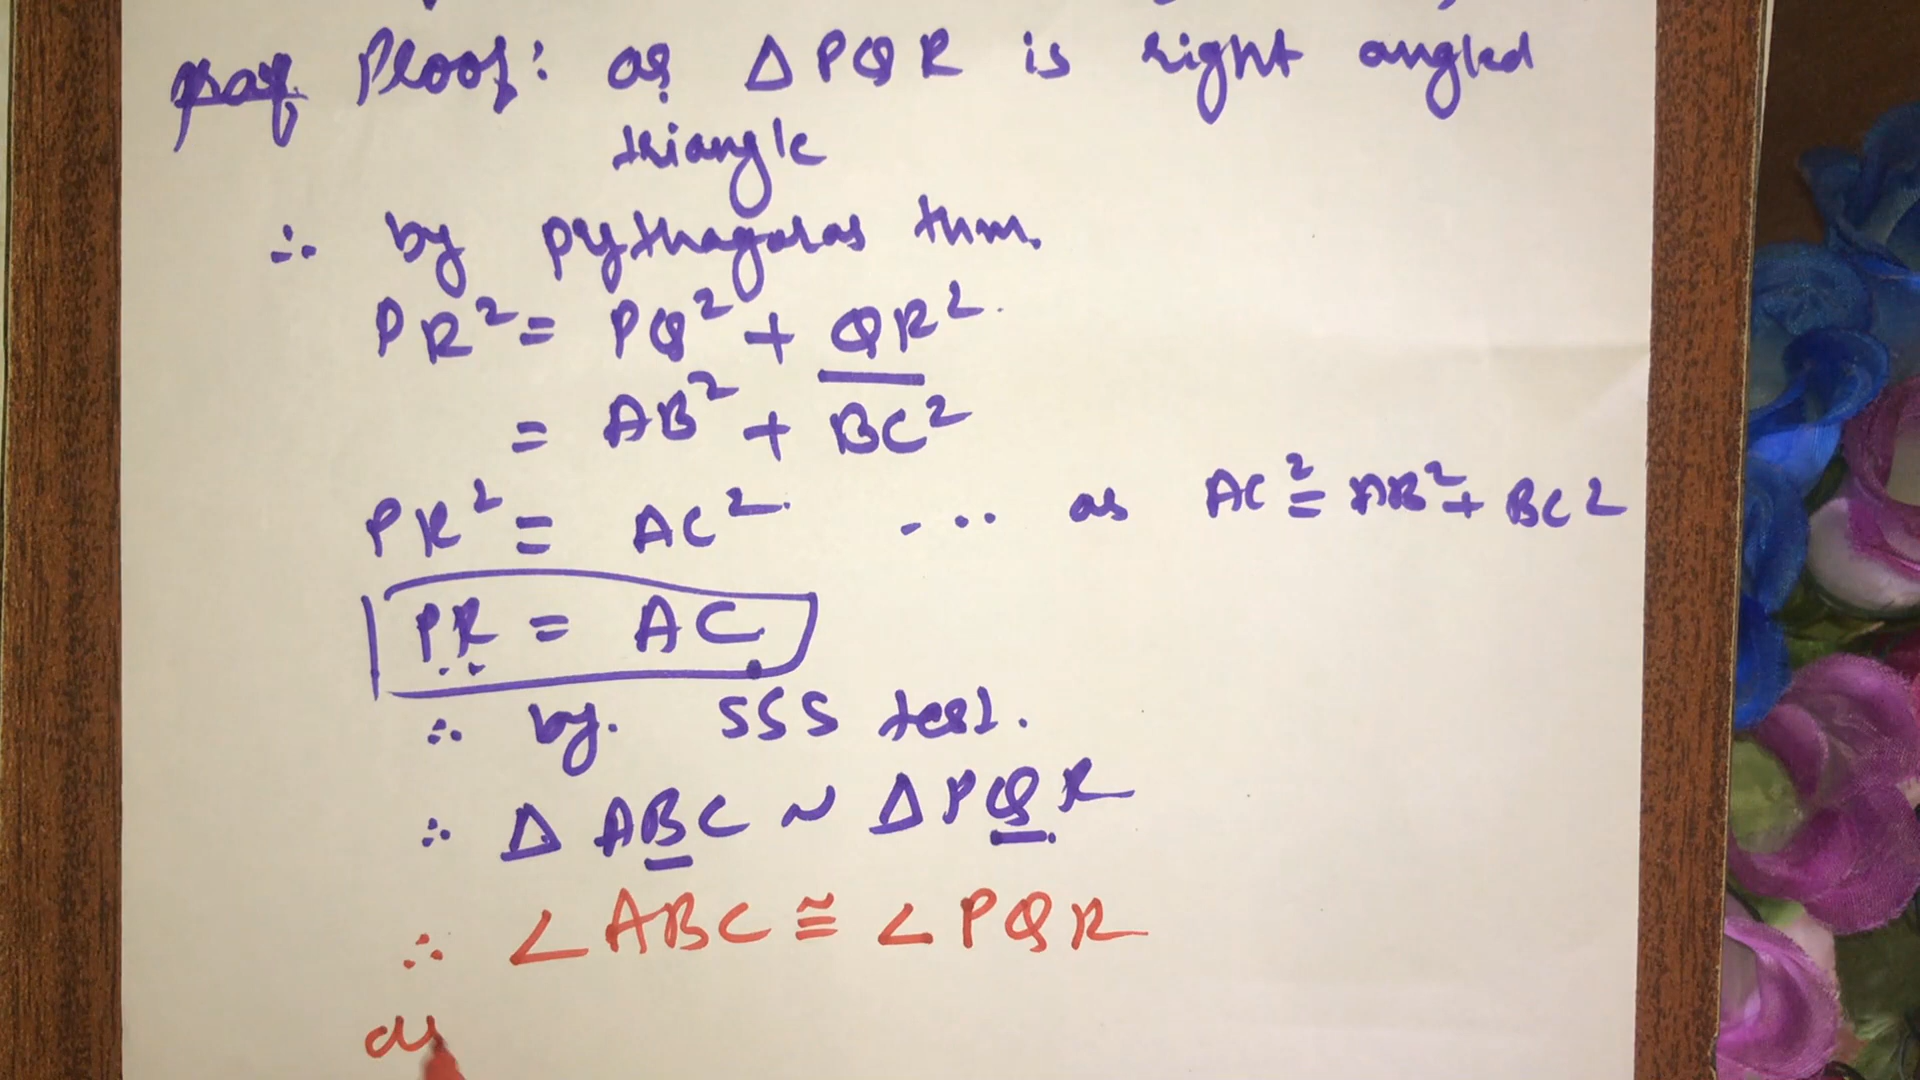 Proof: as Δ PQR is right angled
triangle
∴ by pythagoras thm.
PR² = PQ² + QR².
= AB² + BC²
PR² = AC² ... as AC² = AB² + BC²
PR = AC
∴ by. SSS test.
∴ Δ ABC ~ Δ PQR
∴ ∠ABC ≅ ∠PQR
as